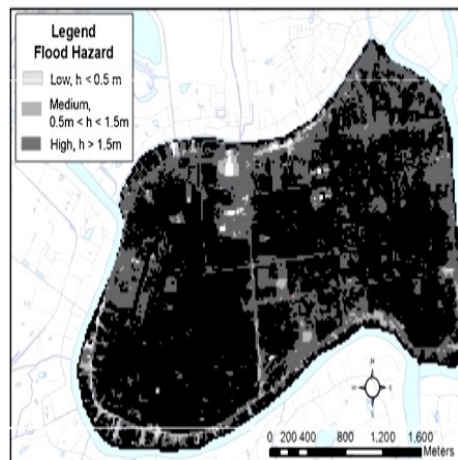 Legend
Flood Hazard
Low, h < 0.5 m
Medium,
0.5m < h < 1.5m
High, h > 1.5m
N
W E
S
0 200 400 800 1,200 1,600
Meters